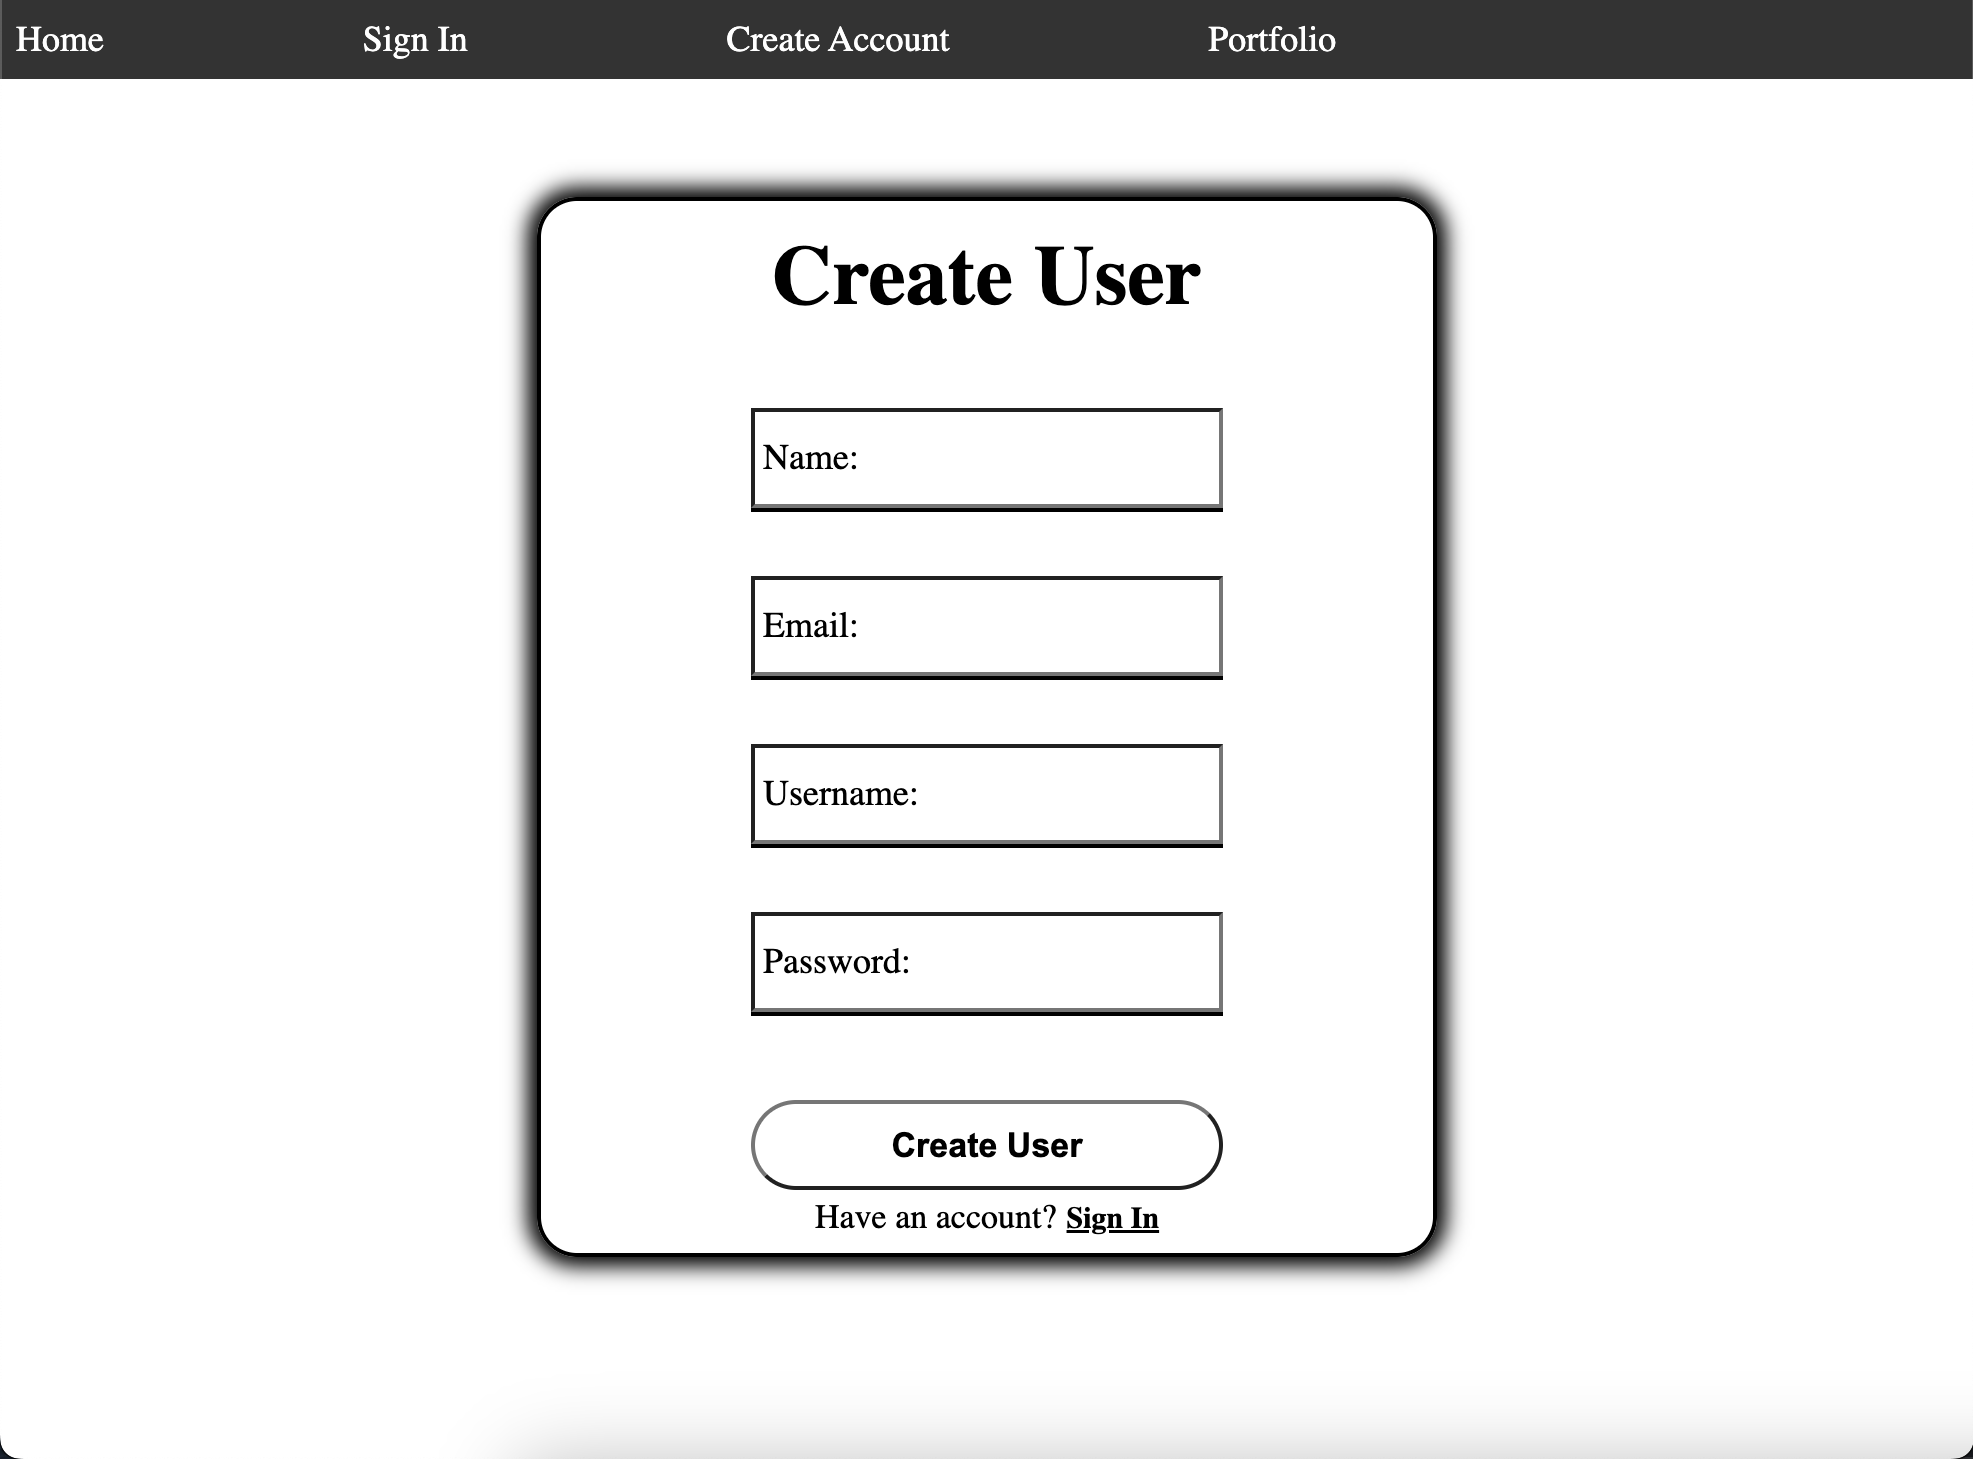 Home Sign In Create Account Portfolio
Create User
Name:
Email:
Username:
Password:
Create User
Have an account? Sign In